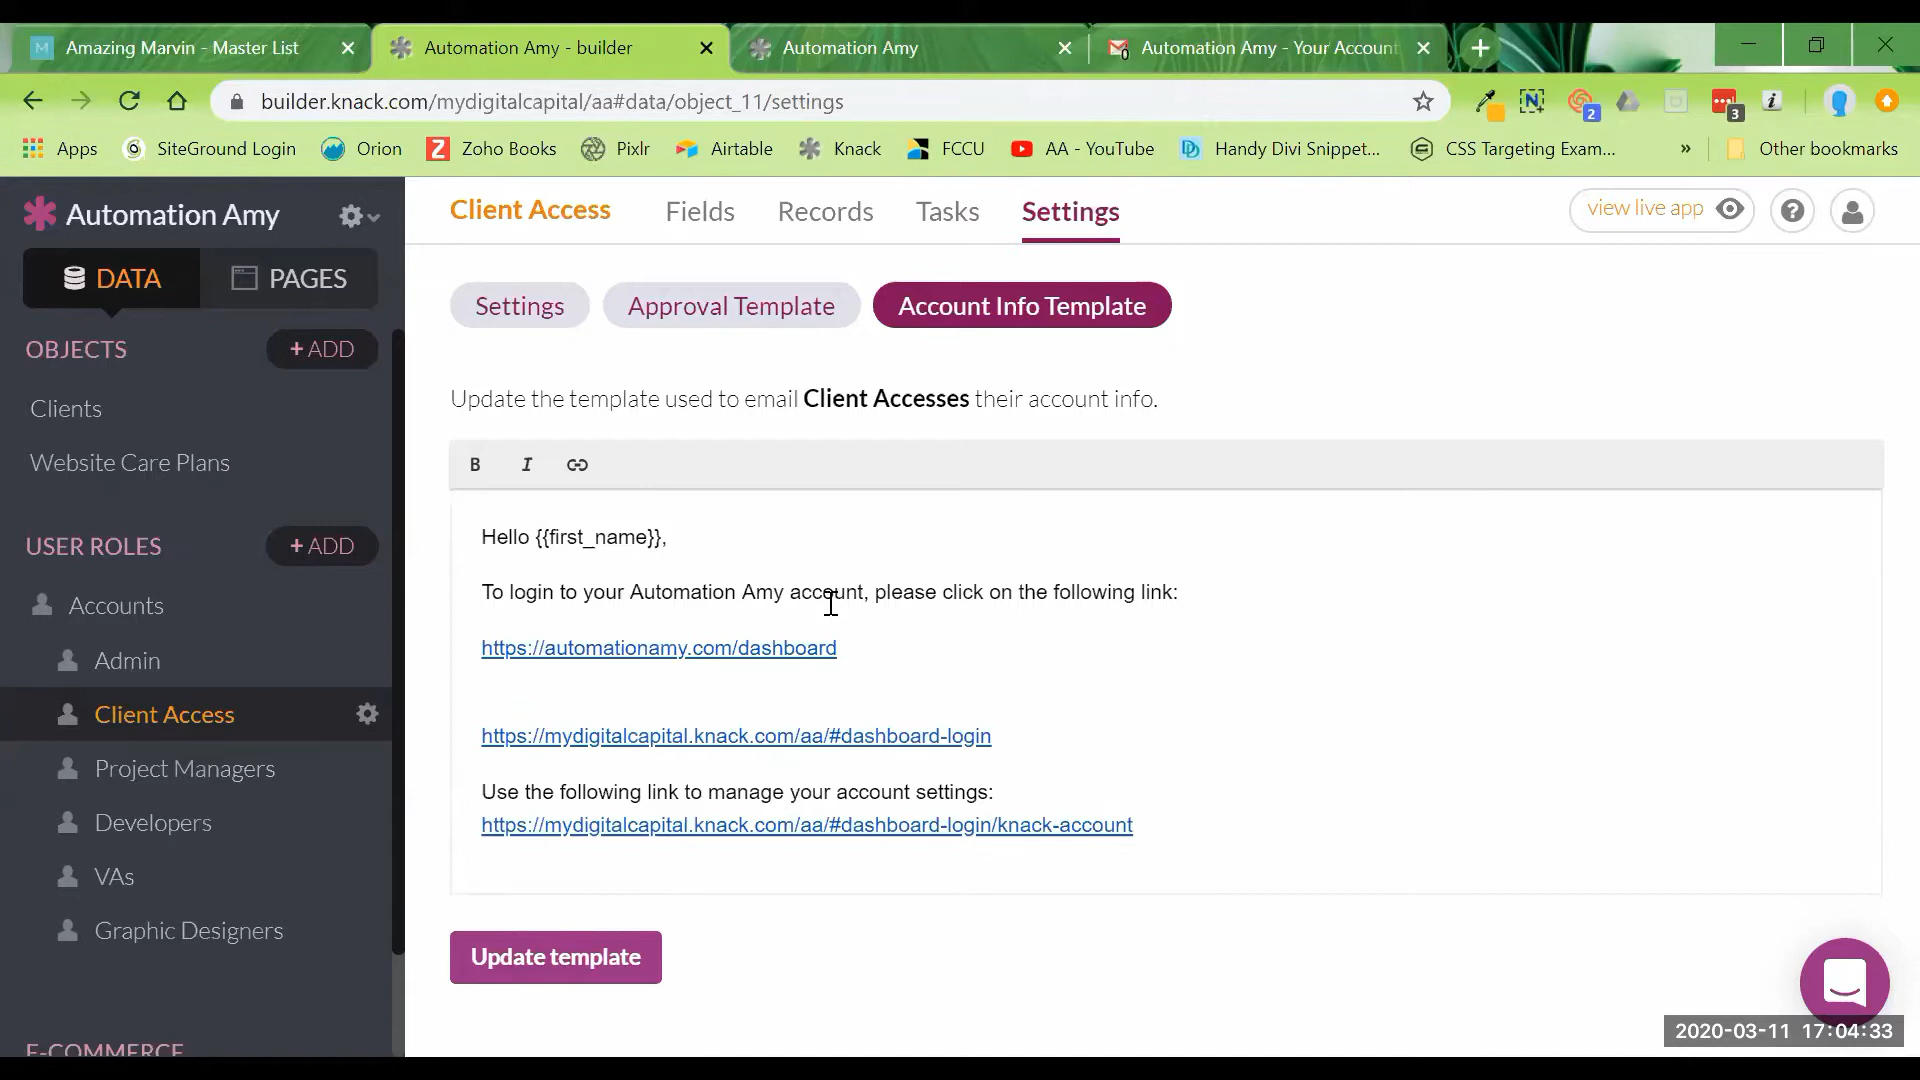 Amazing Marvin - Master List
Automation Amy - builder
Automation Amy
Automation Amy - Your Account
builder.knack.com/mydigitalcapital/aa#data/object_11/settings
2
3
Apps
SiteGround Login
Orion
Zoho Books
Pixlr
Airtable
Knack
FCCU
AA - YouTube
Handy Divi Snippet...
CSS Targeting Exam...
»
Other bookmarks
Automation Amy
Client Access
Fields
Records
Tasks
Settings
view live app
DATA
PAGES
Settings
Approval Template
Account Info Template
OBJECTS
+ ADD
Clients
Website Care Plans
USER ROLES
+ ADD
Accounts
Admin
Client Access
Project Managers
Developers
VAs
Graphic Designers
E-COMMERCE
Update the template used to email Client Accesses their account info.
B I
Hello {{first_name}},
To login to your Automation Amy account, please click on the following link:
https://automationamy.com/dashboard
https://mydigitalcapital.knack.com/aa/#dashboard-login
Use the following link to manage your account settings:
https://mydigitalcapital.knack.com/aa/#dashboard-login/knack-account
Update template
2020-03-11 17:04:33